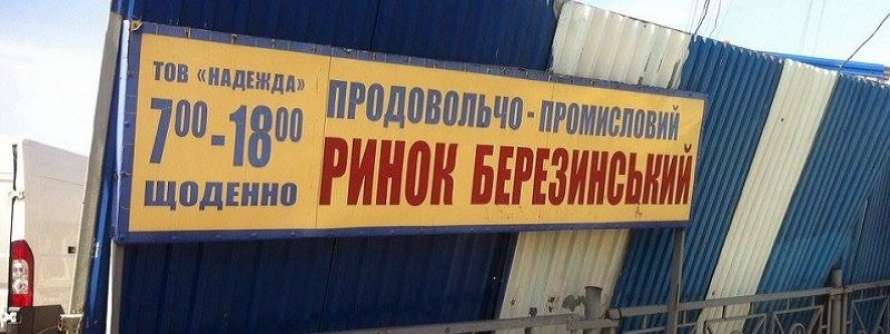 ТОВ «НАДЕЖДА»
7⁰⁰-18⁰⁰
ЩОДЕННО
ПРОДОВОЛЬЧО - ПРОМИСЛОВИЙ
РИНОК БЕРЕЗИНСЬКИЙ